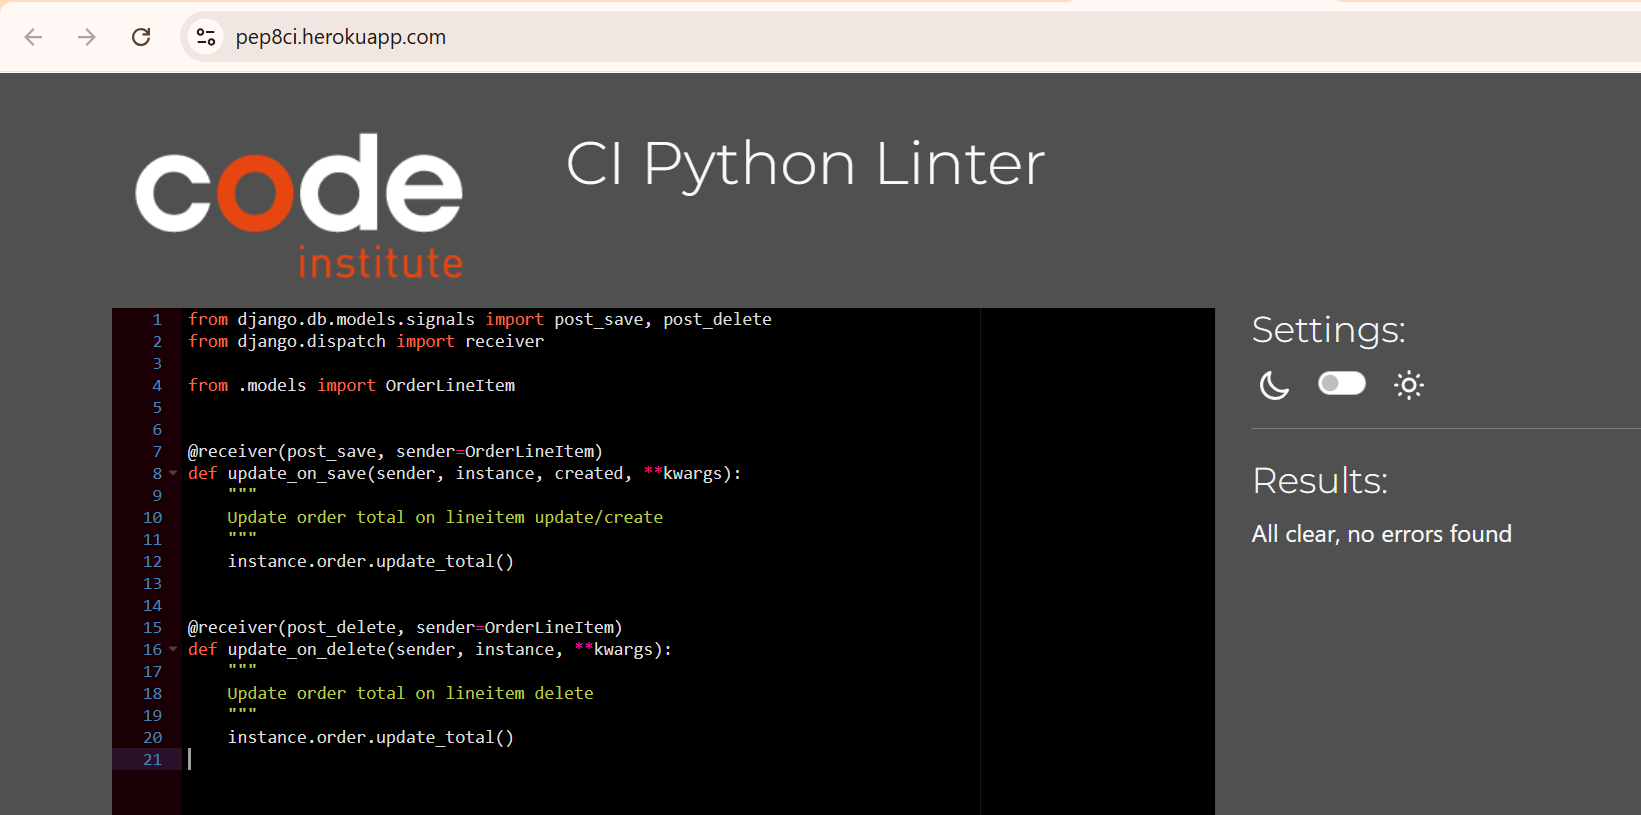 pep8ci.herokuapp.com
code
institute
CI Python Linter
1 from django.db.models.signals import post_save, post_delete
2 from django.dispatch import receiver
3
4 from .models import OrderLineItem
5
6
7 @receiver(post_save, sender=OrderLineItem)
8 def update_on_save(sender, instance, created, **kwargs):
9     """
10     Update order total on lineitem update/create
11     """
12     instance.order.update_total()
13
14
15 @receiver(post_delete, sender=OrderLineItem)
16 def update_on_delete(sender, instance, **kwargs):
17     """
18     Update order total on lineitem delete
19     """
20     instance.order.update_total()
21
Settings:
Results:
All clear, no errors found